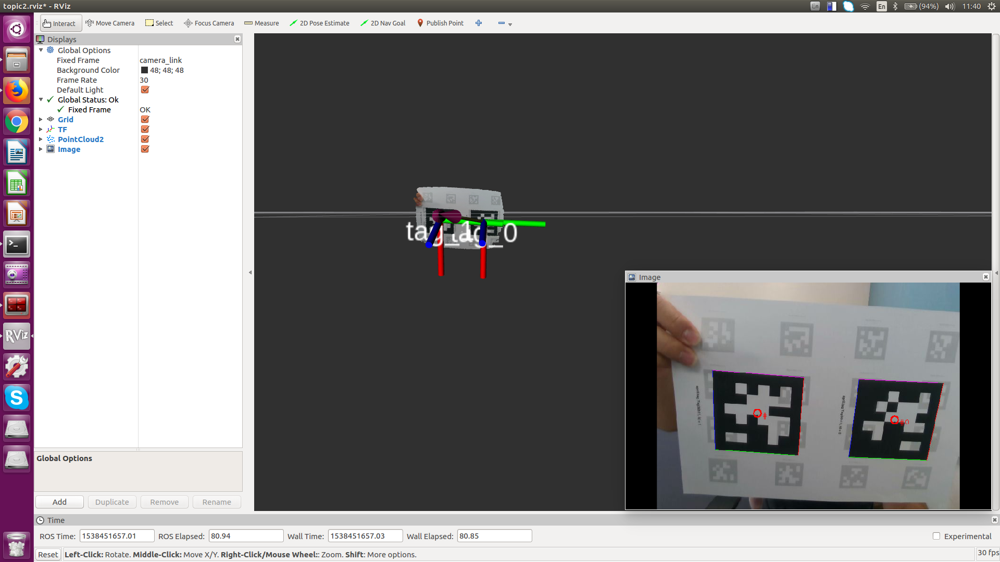 topic2.rviz* - RViz
En
En
(94%)
11:40
Interact
Move Camera
Select
Focus Camera
Measure
2D Pose Estimate
2D Nav Goal
Publish Point
Displays
Global Options
Fixed Frame camera_link
Background Color 48; 48; 48
Frame Rate 30
Default Light
Global Status: Ok
Fixed Frame OK
Grid
TF
PointCloud2
Image
RViz
tag_1
tag_0
Image
#
#0
Global Options
Add Duplicate Remove Rename
Time
ROS Time: 1538451657.01 ROS Elapsed: 80.94 Wall Time: 1538451657.03 Wall Elapsed: 80.85 Experimental
Reset Left-Click: Rotate. Middle-Click: Move X/Y. Right-Click/Mouse Wheel:: Zoom. Shift: More options. 30 fps